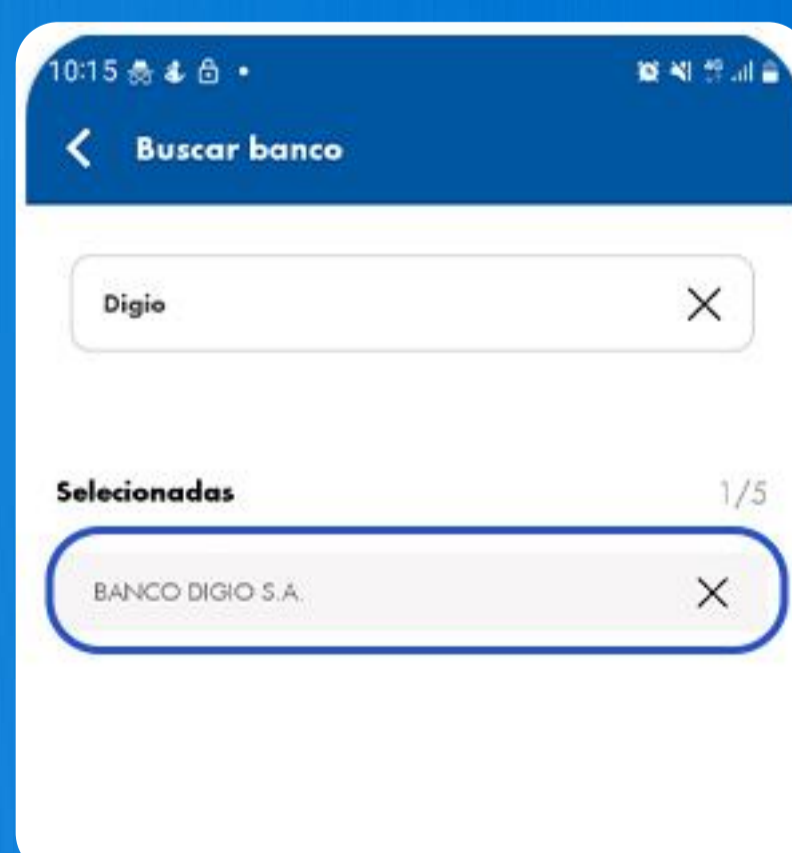 10:15
Buscar banco
Digio
Selecionadas 1/5
BANCO DIGIO S.A.